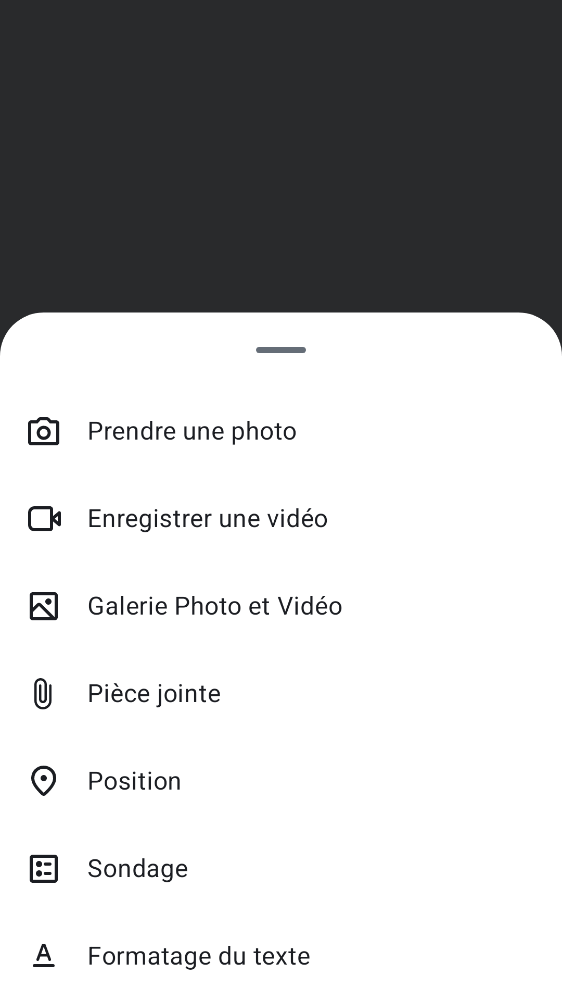 Prendre une photo
Enregistrer une vidéo
Galerie Photo et Vidéo
Pièce jointe
Position
Sondage
Formatage du texte